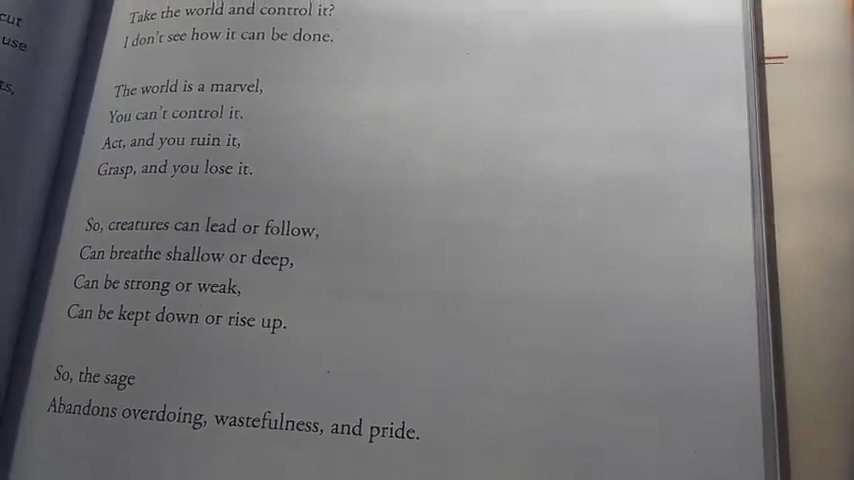 cut
use
ts,
Take the world and control it?
I don't see how it can be done.
The world is a marvel,
You can't control it.
Act, and you ruin it,
Grasp, and you lose it.
So, creatures can lead or follow,
Can breathe shallow or deep,
Can be strong or weak,
Can be kept down or rise up.
So, the sage
Abandons overdoing, wastefulness, and pride.